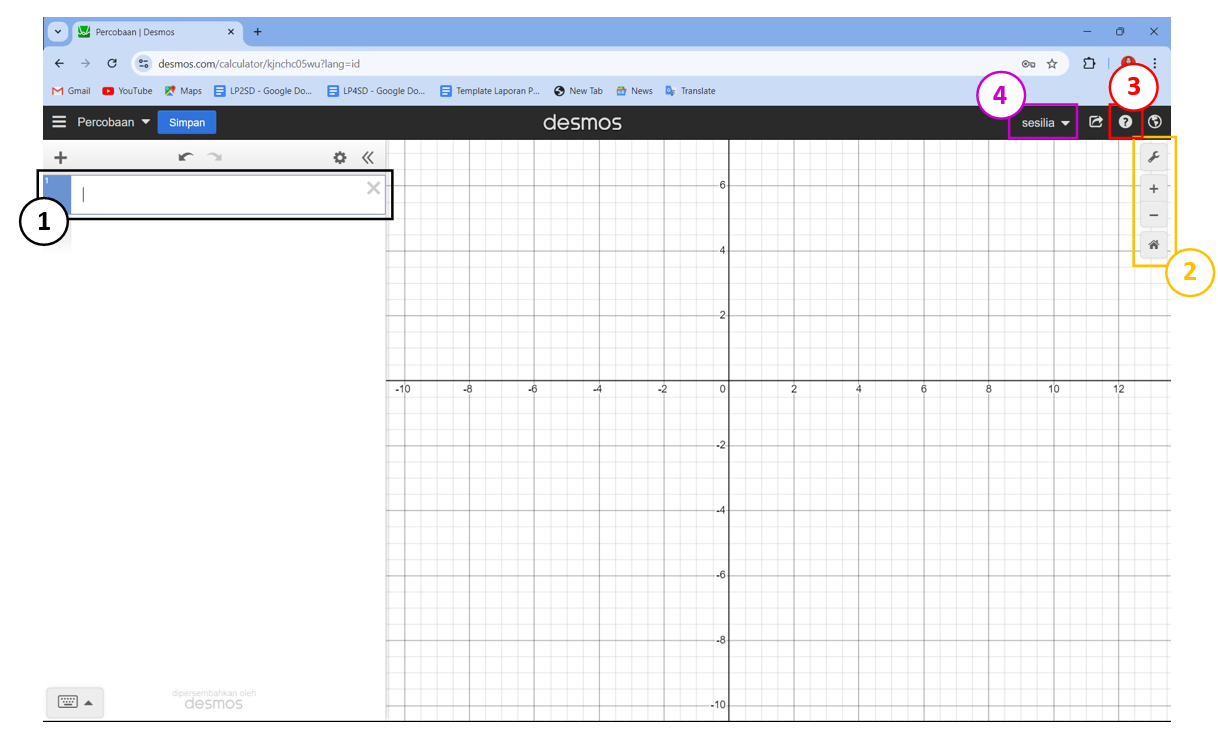 Percobaan | Desmos
desmos.com/calculator/kjnchc05wu?lang=id
Gmail YouTube Maps LP2SD - Google Do... LP4SD - Google Do... Template Laporan P... New Tab News Translate
4
3
Percobaan Simpan desmos sesilia ?
1
1
2
6
4
2
-10 -8 -6 -4 -2 0 2 4 6 8 10 12
-2
-4
-6
-8
-10
dipersembahkan oleh
desmos